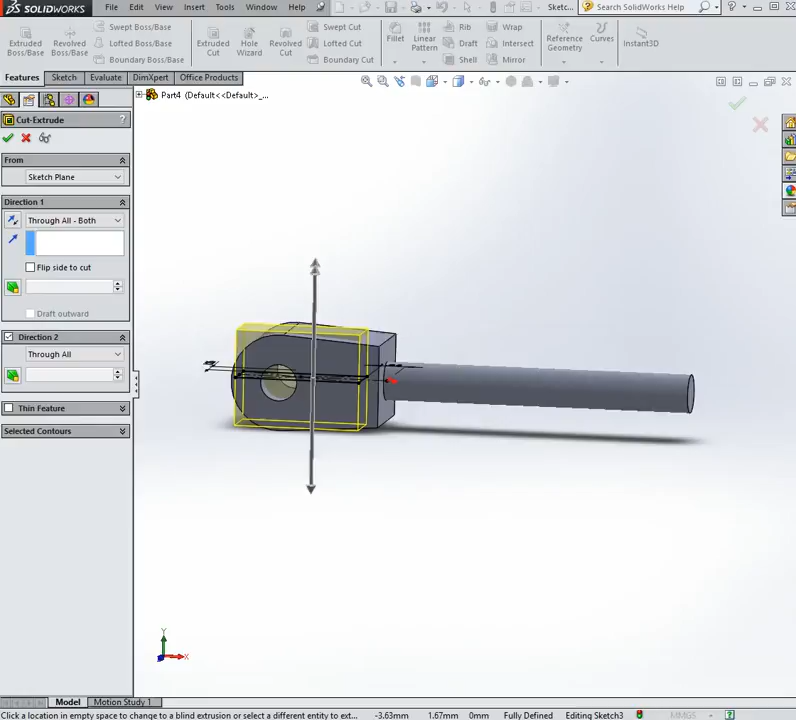 SOLIDWORKS File Edit View Insert Tools Window Help Sketc... Search SolidWorks Help
Extruded Boss/Base Revolved Boss/Base Swept Boss/Base Lofted Boss/Base Boundary Boss/Base Extruded Cut Hole Wizard Revolved Cut Swept Cut Lofted Cut Boundary Cut Fillet Linear Pattern Rib Draft Shell Wrap Intersect Mirror Reference Geometry Curves Instant3D
Features Sketch Evaluate DimXpert Office Products
Part4 (Default<<Default>_...
Cut-Extrude ?
From
Sketch Plane
Direction 1
Through All - Both
Flip side to cut
Draft outward
Direction 2
Through All
Thin Feature
Selected Contours
Y
X
Model Motion Study 1
Click a location in empty space to change to a blind extrusion or select a different entity to ext... -3.63mm 1.67mm 0mm Fully Defined Editing Sketch3 MMGS ?